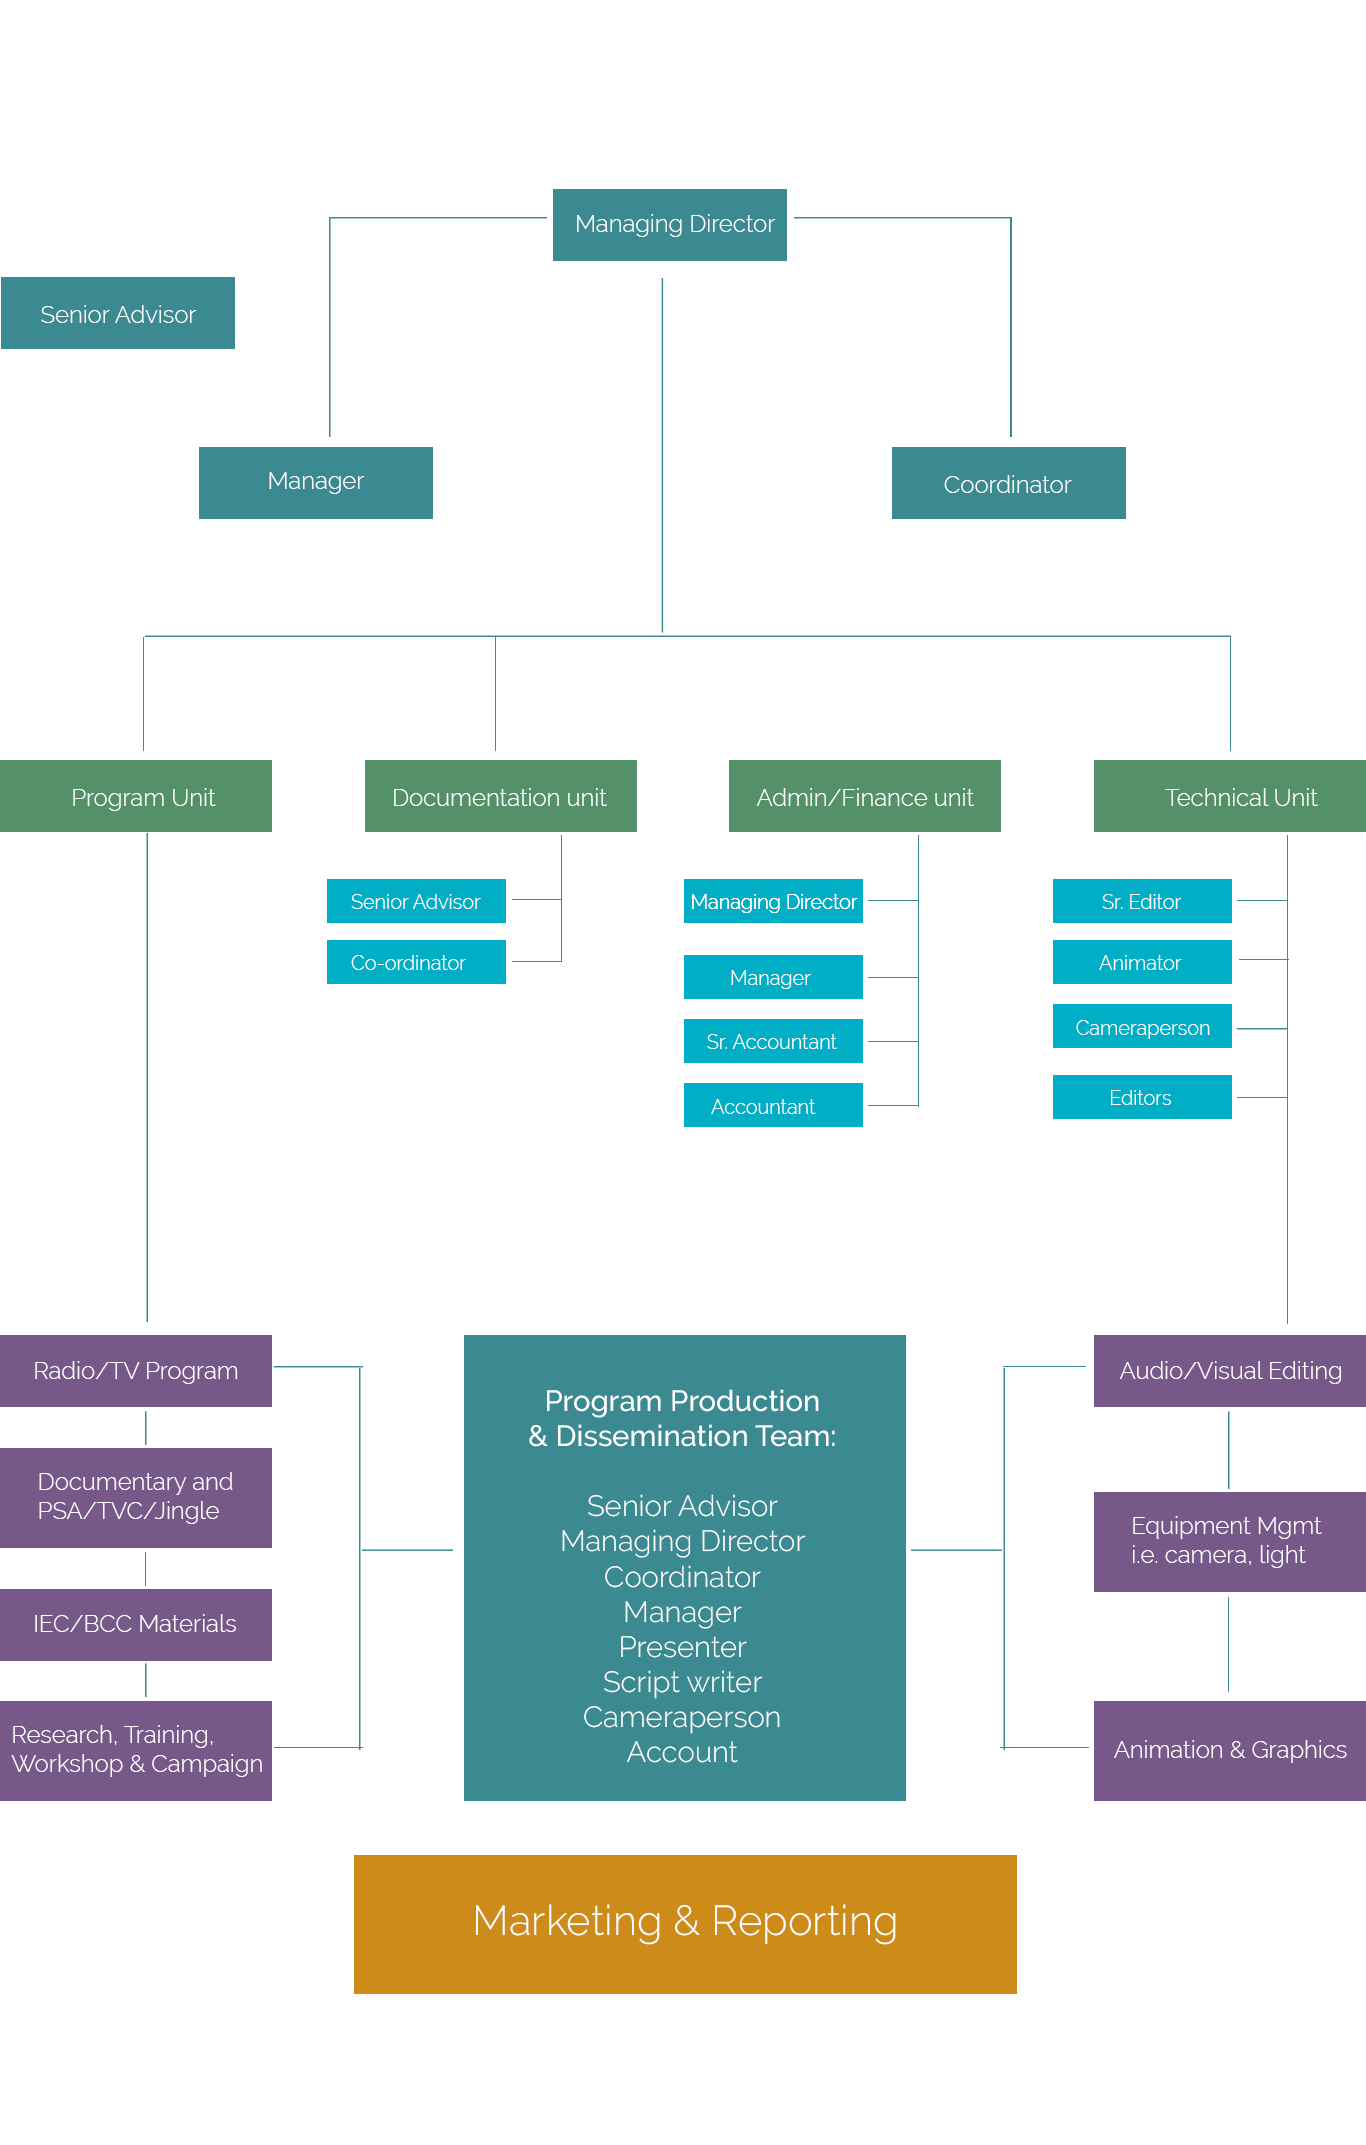 Managing Director
Senior Advisor
Manager
Coordinator
Program Unit
Documentation unit
Admin/Finance unit
Technical Unit
Senior Advisor
Co-ordinator
Managing Director
Manager
Sr. Accountant
Accountant
Sr. Editor
Animator
Cameraperson
Editors
Radio/TV Program
Documentary and
PSA/TVC/Jingle
IEC/BCC Materials
Research, Training,
Workshop & Campaign
Program Production
& Dissemination Team:
Senior Advisor
Managing Director
Coordinator
Manager
Presenter
Script writer
Cameraperson
Account
Audio/Visual Editing
Equipment Mgmt
i.e. camera, light
Animation & Graphics
Marketing & Reporting